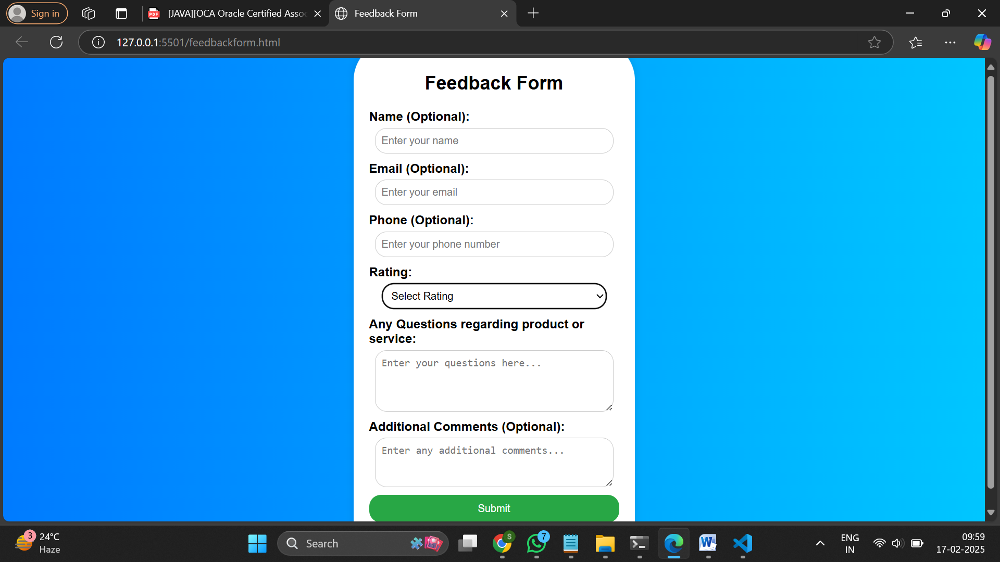 Sign in
[JAVA][OCA Oracle Certified Asso
Feedback Form
127.0.0.1:5501/feedbackform.html
Feedback Form
Name (Optional):
Enter your name
Email (Optional):
Enter your email
Phone (Optional):
Enter your phone number
Rating:
Select Rating
Any Questions regarding product or
service:
Enter your questions here...
Additional Comments (Optional):
Enter any additional comments...
Submit
3
24°C
Haze
Search
S
7
ENG
IN
09:59
17-02-2025
PDF
W